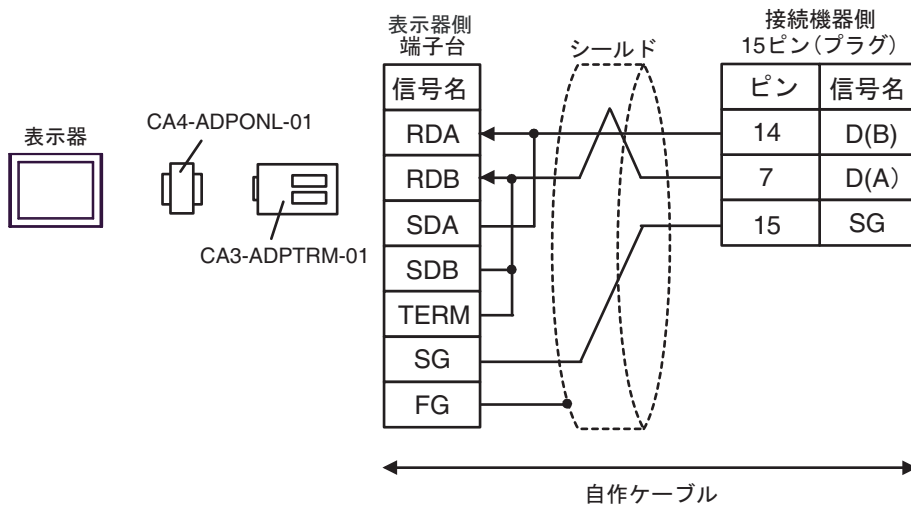 表示器
CA4-ADPONL-01
CA3-ADPTRM-01
表示器側
端子台
信号名
RDA
RDB
SDA
SDB
TERM
SG
FG
シールド
接続機器側
15ピン(プラグ)
ピン 信号名
14 D(B)
7 D(A)
15 SG
自作ケーブル